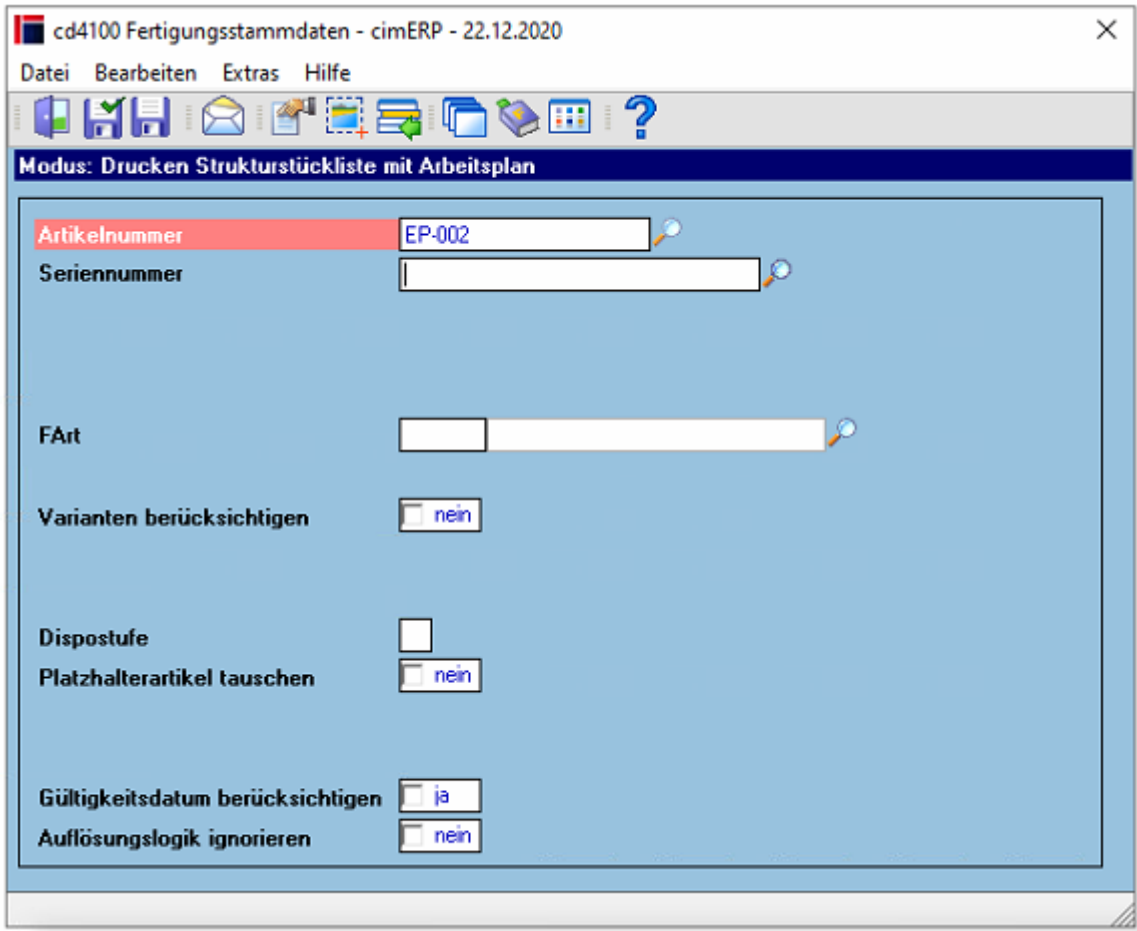 cd4100 Fertigungsstammdaten - cimERP - 22.12.2020
Datei Bearbeiten Extras Hilfe
Modus: Drucken Strukturstückliste mit Arbeitsplan
Artikelnummer EP-002
Seriennummer
FArt
Varianten berücksichtigen nein
Dispostufe
Platzhalterartikel tauschen nein
Gültigkeitsdatum berücksichtigen ja
Auflösungslogik ignorieren nein